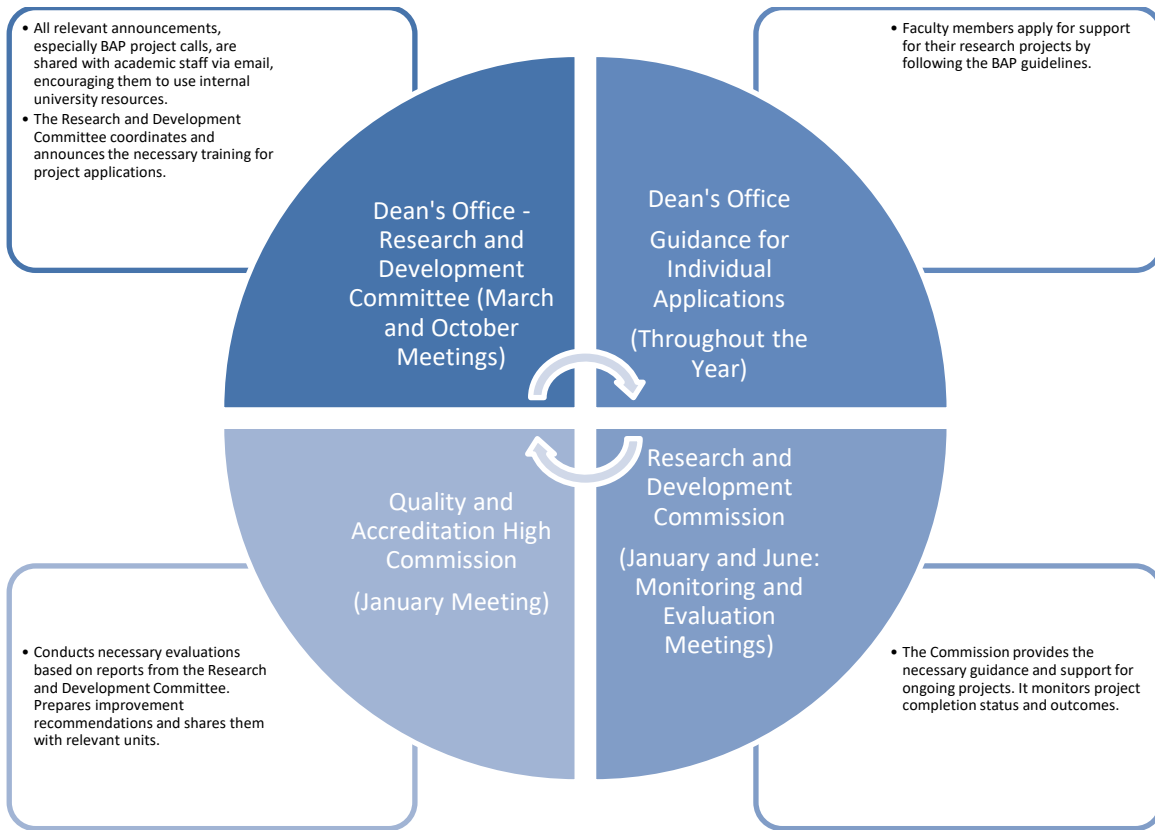 • All relevant announcements,
especially BAP project calls, are
shared with academic staff via email,
encouraging them to use internal
university resources.
• The Research and Development
Committee coordinates and
announces the necessary training for
project applications.
• Faculty members apply for support
for their research projects by
following the BAP guidelines.
Dean's Office -
Research and
Development
Committee (March
and October
Meetings)
Dean's Office
Guidance for
Individual
Applications
(Throughout the
Year)
Quality and
Accreditation High
Commission
(January Meeting)
Research and
Development
Commission
(January and June:
Monitoring and
Evaluation
Meetings)
• Conducts necessary evaluations
based on reports from the Research
and Development Committee.
Prepares improvement
recommendations and shares them
with relevant units.
• The Commission provides the
necessary guidance and support for
ongoing projects. It monitors project
completion status and outcomes.